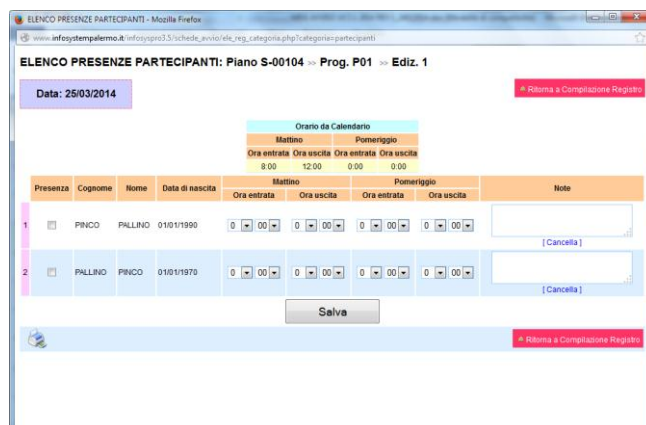 ELENCO PRESENZE PARTECIPANTI - Mozilla Firefox
www.infosystempalermo.it/infosyspro3.5/schede_avvio/ele_reg_categoria.php?categoria=partecipanti
ELENCO PRESENZE PARTECIPANTI: Piano S-00104 >> Prog. P01 >> Ediz. 1
Data: 25/03/2014
Ritorna a Compilazione Registro
Orario da Calendario
Mattino Pomeriggio
Ora entrata Ora uscita Ora entrata Ora uscita
8:00 12:00 0:00 0:00
Presenza Cognome Nome Data di nascita Mattino Pomeriggio Note
Ora entrata Ora uscita Ora entrata Ora uscita
1 PINCO PALLINO 01/01/1990 0 00 0 00 0 00 0 00
[ Cancella ]
2 PALLINO PINCO 01/01/1970 0 00 0 00 0 00 0 00
[ Cancella ]
Salva
Ritorna a Compilazione Registro